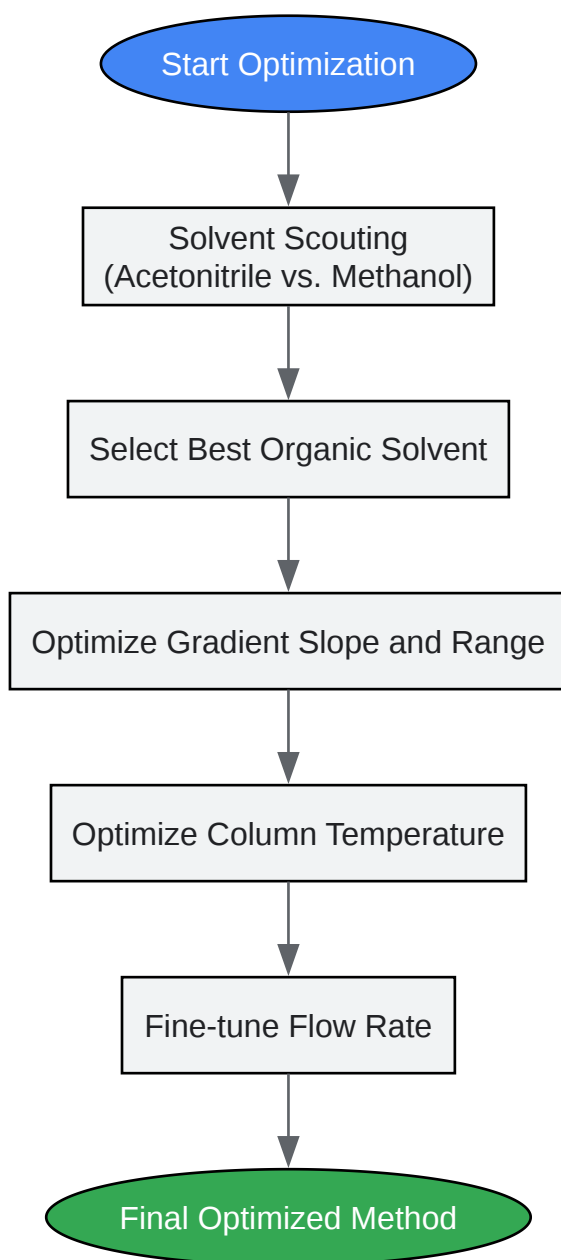 Start Optimization
Solvent Scouting
(Acetonitrile vs. Methanol)
Select Best Organic Solvent
Optimize Gradient Slope and Range
Optimize Column Temperature
Fine-tune Flow Rate
Final Optimized Method